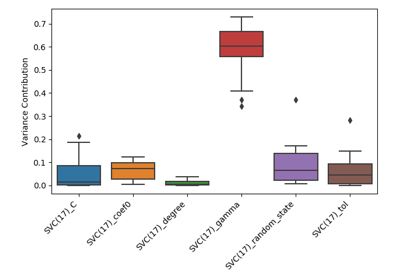 Variance Contribution
0.7
0.6
0.5
0.4
0.3
0.2
0.1
0.0
SVC(17)_C
SVC(17)_coef0
SVC(17)_degree
SVC(17)_gamma
SVC(17)_random_state
SVC(17)_tol